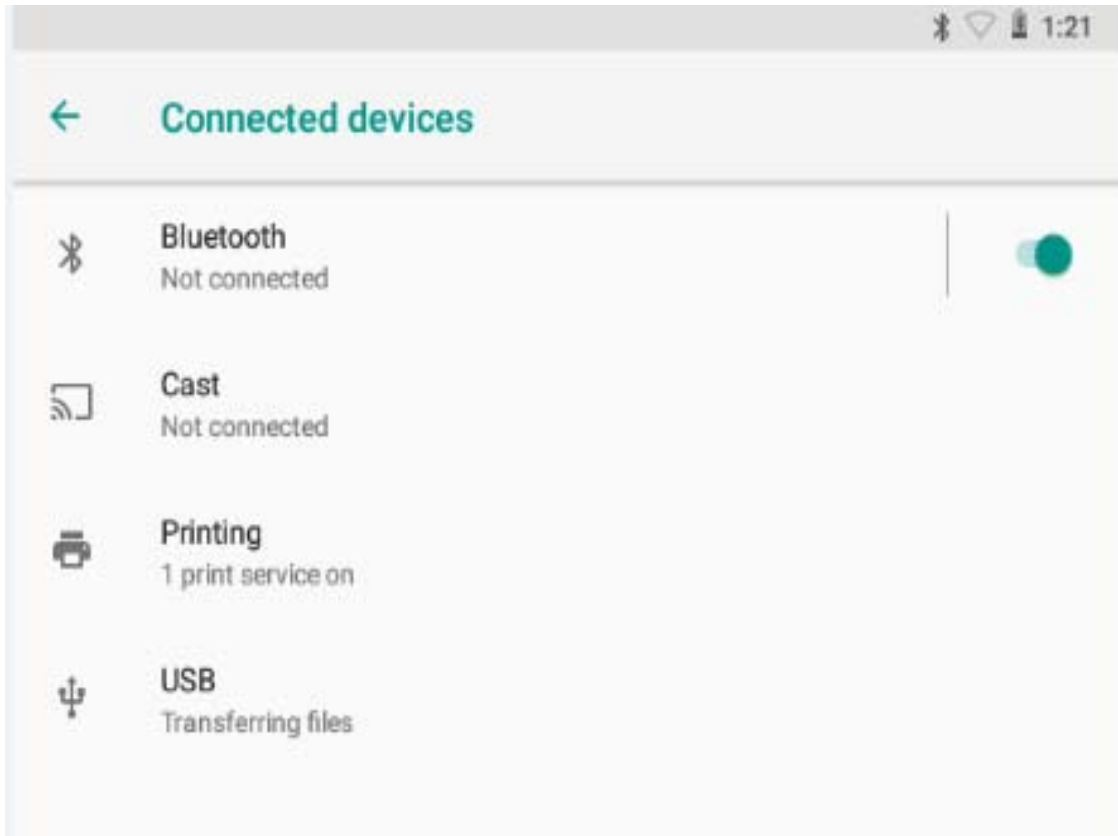 1:21
Connected devices
Bluetooth
Not connected
Cast
Not connected
Printing
1 print service on
USB
Transferring files